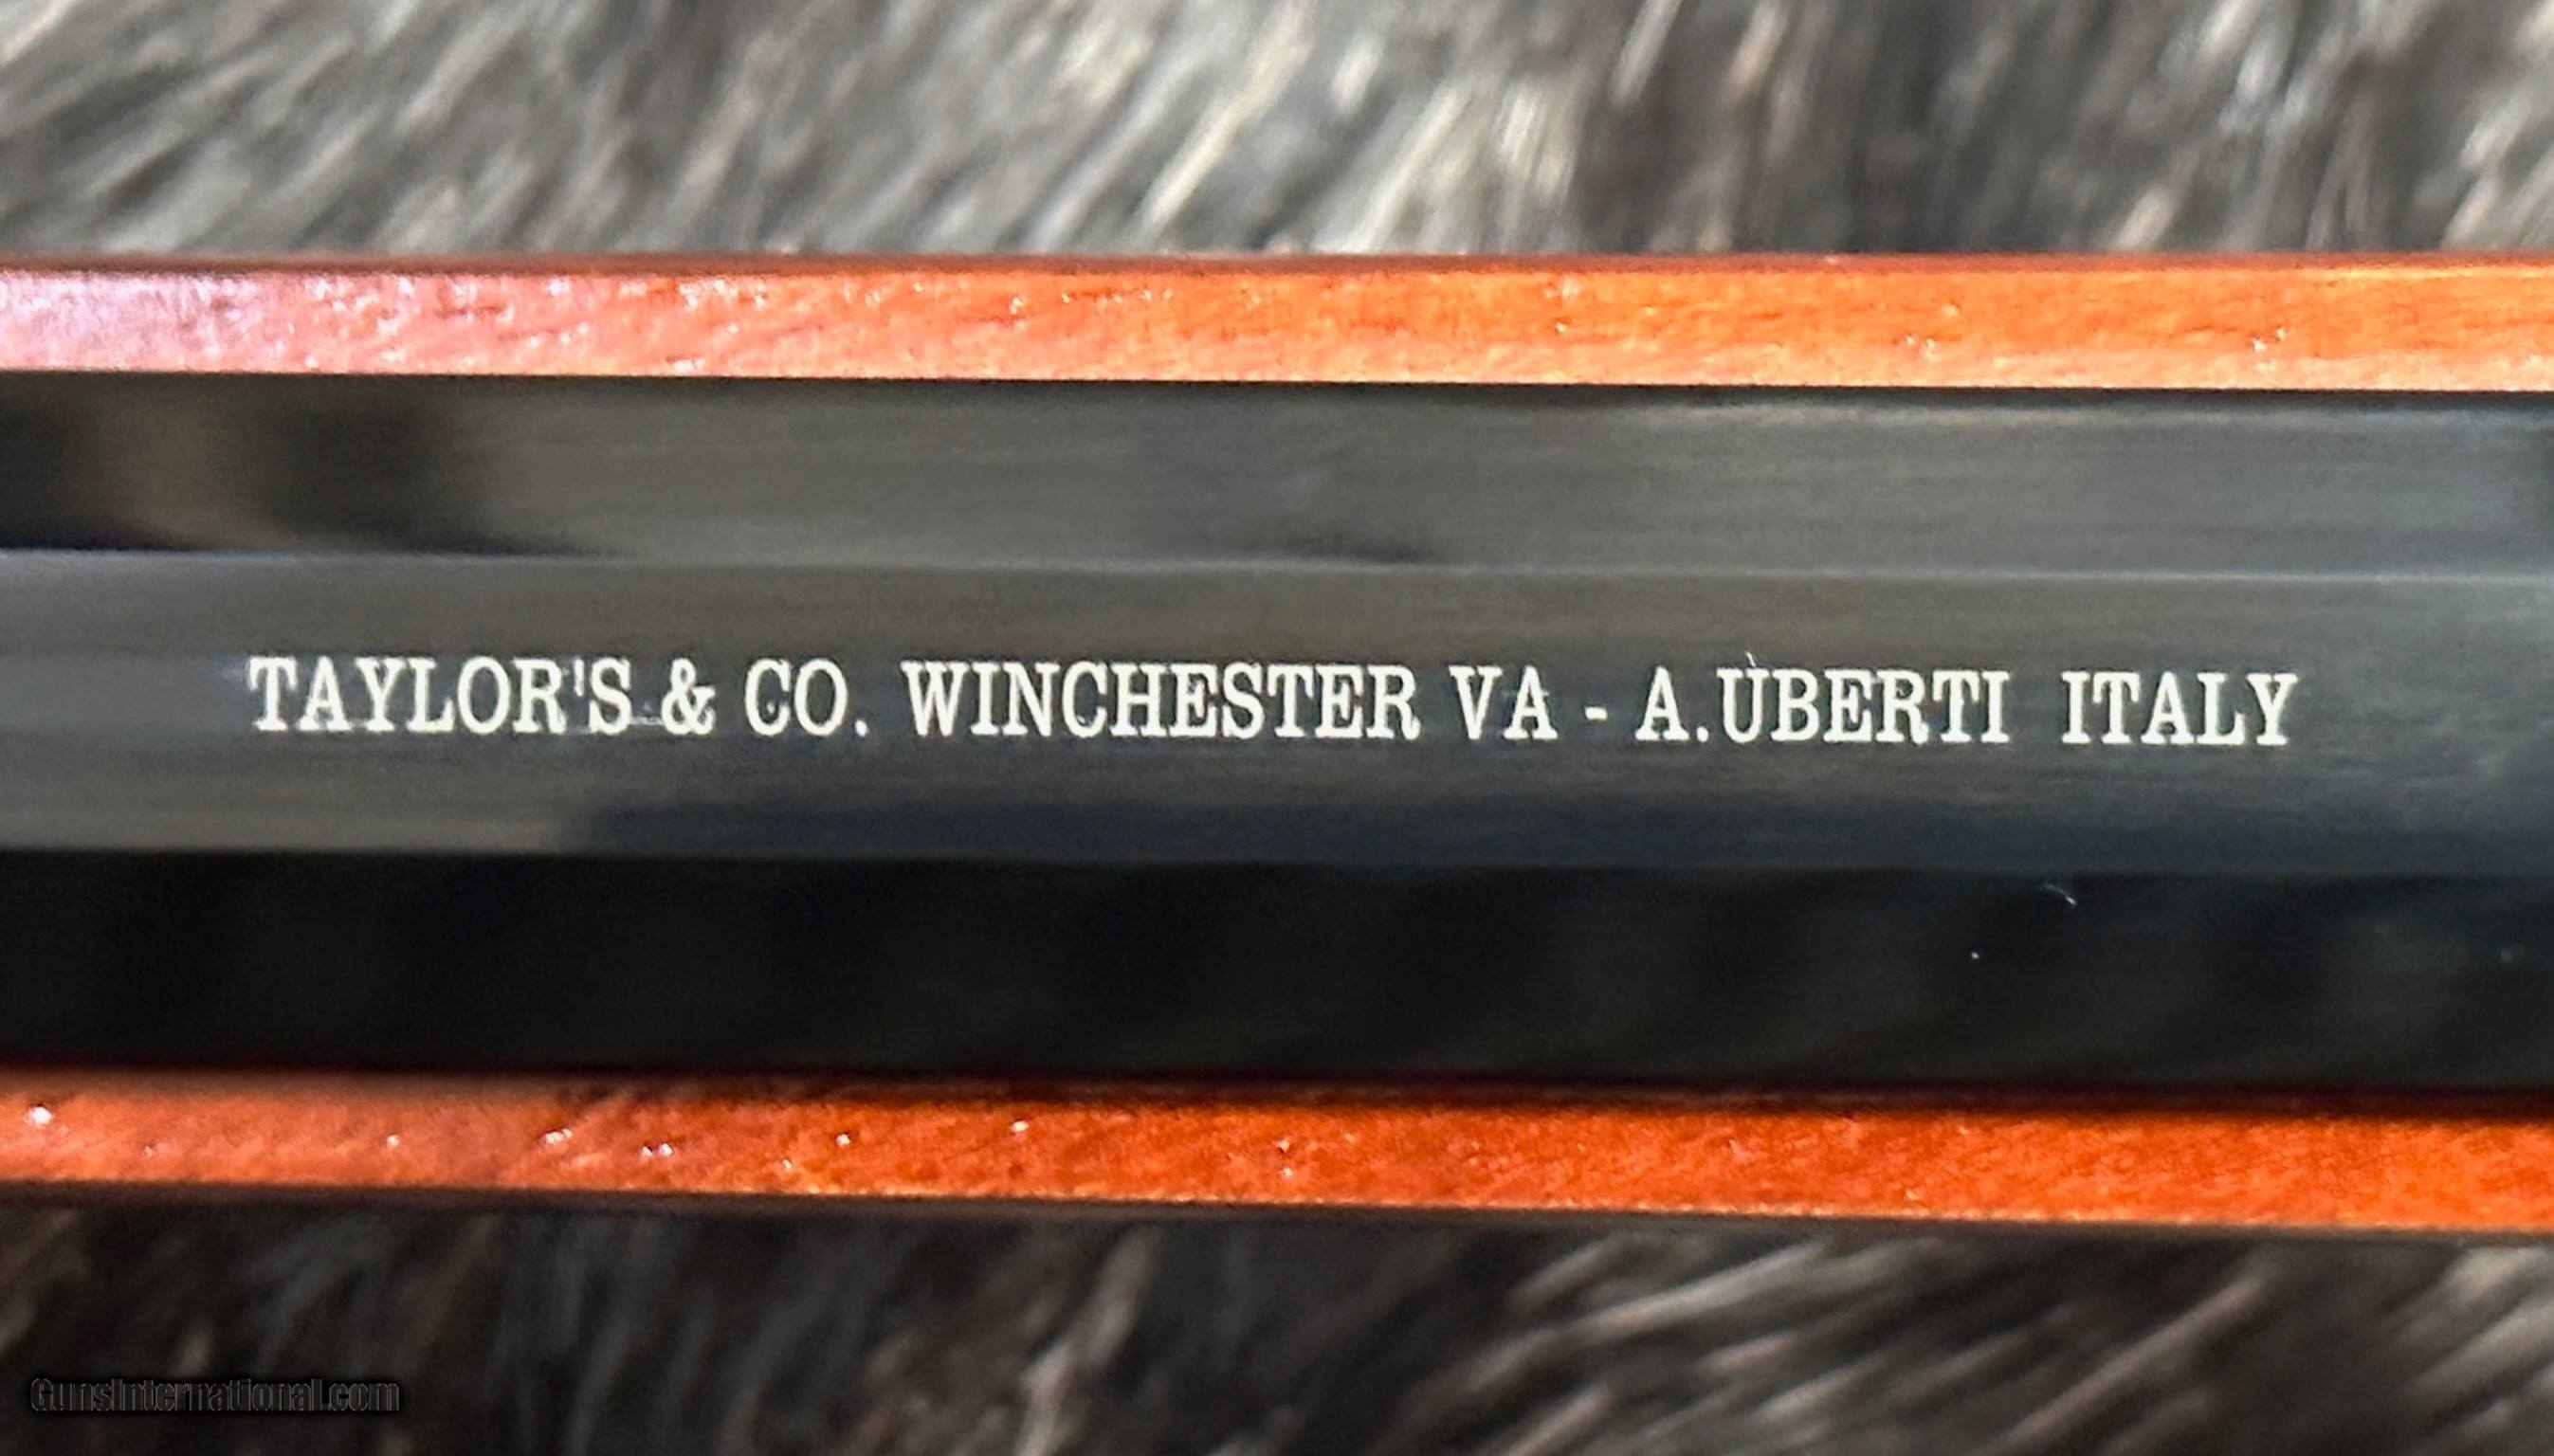 TAYLOR'S & CO. WINCHESTER VA - A.UBERTI ITALY
GunsInternational.com